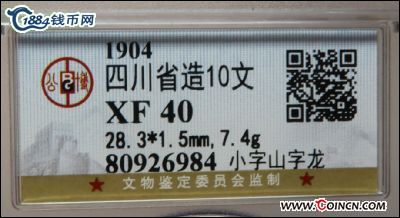 1884钱币网
1904
四川省造10文
XF 40
28.3*1.5mm,7.4g
80926984 小字山字龙
★ 文物鉴定委员会监制 ★
www.COINCN.COM